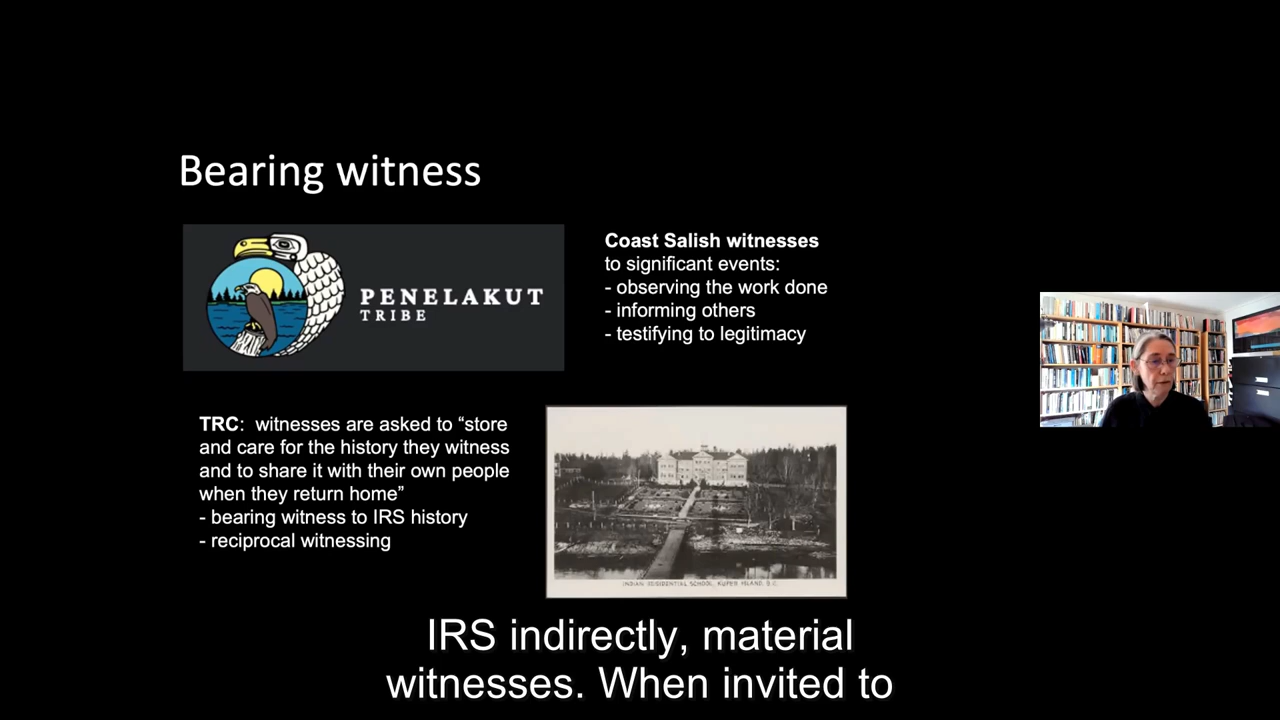 Bearing witness
PENELAKUT
TRIBE
Coast Salish witnesses
to significant events:
- observing the work done
- informing others
- testifying to legitimacy
TRC:  witnesses are asked to “store
and care for the history they witness
and to share it with their own people
when they return home”
- bearing witness to IRS history
- reciprocal witnessing
INDIAN RESIDENTIAL SCHOOL, KUPER ISLAND, B.C.
IRS indirectly, material
witnesses. When invited to